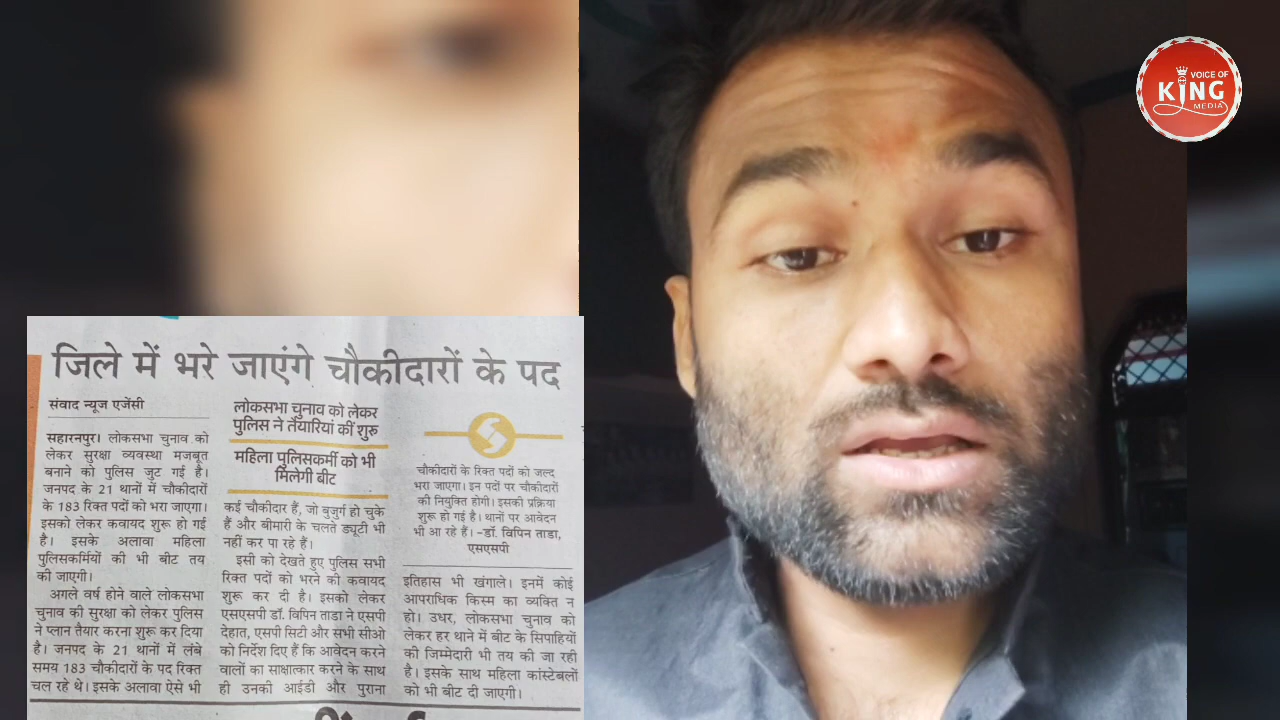 VOICE OF
KING
MEDIA
जिले में भरे जाएंगे चौकीदारों के पद
संवाद न्यूज एजेंसी
सहारनपुर। लोकसभा चुनाव को
लेकर सुरक्षा व्यवस्था मजबूत
बनाने को पुलिस जुट गई है।
जनपद के 21 थानों में चौकीदारों
के 183 रिक्त पदों को भरा जाएगा।
इसको लेकर कवायद शुरू हो गई
है। इसके अलावा महिला
पुलिसकर्मियों की भी बीट तय
की जाएगी।
अगले वर्ष होने वाले लोकसभा
चुनाव की सुरक्षा को लेकर पुलिस
ने प्लान तैयार करना शुरू कर दिया
है। जनपद के 21 थानों में लंबे
समय 183 चौकीदारों के पद रिक्त
चल रहे थे। इसके अलावा ऐसे भी
लोकसभा चुनाव को लेकर
पुलिस ने तैयारियां कीं शुरू
महिला पुलिसकर्मी को भी
मिलेगी बीट
कई चौकीदार हैं, जो बुजुर्ग हो चुके
हैं और बीमारी के चलते ड्यूटी भी
नहीं कर पा रहे हैं।
इसी को देखते हुए पुलिस सभी
रिक्त पदों को भरने की कवायद
शुरू कर दी है। इसको लेकर
एसएसपी डॉ. विपिन ताडा ने एसपी
देहात, एसपी सिटी और सभी सीओ
को निर्देश दिए हैं कि आवेदन करने
वालों का साक्षात्कार करने के साथ
ही उनकी आईडी और पुराना
चौकीदारों के रिक्त पदों को जल्द
भरा जाएगा। इन पदों पर चौकीदारों
की नियुक्ति होगी। इसकी प्रक्रिया
शुरू हो गई है। थानों पर आवेदन
भी आ रहे हैं। -डॉ. विपिन ताडा,
एसएसपी
इतिहास भी खंगाले। इनमें कोई
आपराधिक किस्म का व्यक्ति न
हो। उधर, लोकसभा चुनाव को
लेकर हर थाने में बीट के सिपाहियों
की जिम्मेदारी भी तय की जा रही
है। इसके साथ महिला कांस्टेबलों
को भी बीट दी जाएगी।